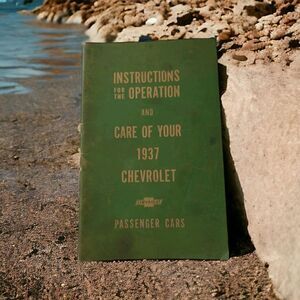 INSTRUCTIONS
FOR THE OPERATION
AND
CARE OF YOUR
1937
CHEVROLET
PASSENGER CARS